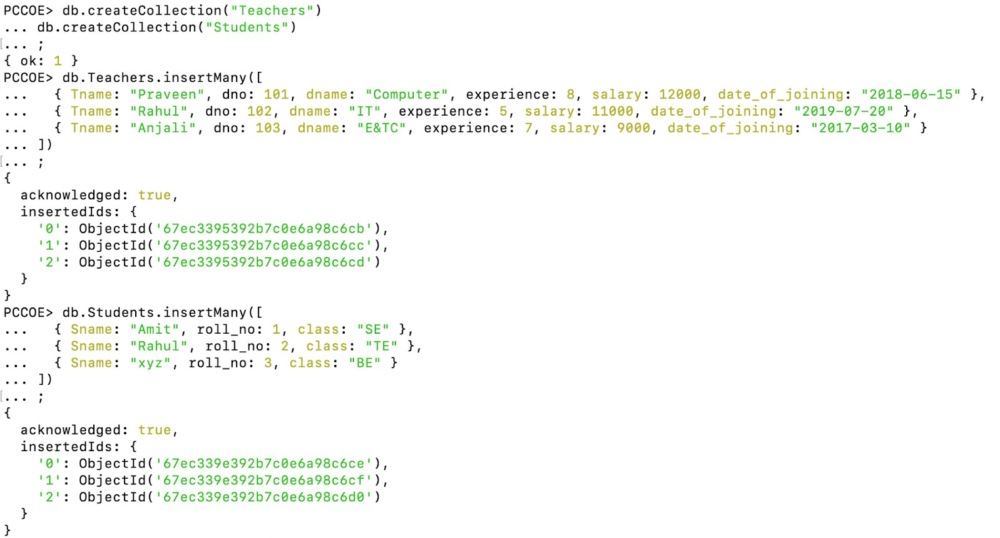 PCCOE> db.createCollection("Teachers")
... db.createCollection("Students")
[... ;
{ ok: 1 }
PCCOE> db.Teachers.insertMany([
...   { Tname: "Praveen", dno: 101, dname: "Computer", experience: 8, salary: 12000, date_of_joining: "2018-06-15" },
...   { Tname: "Rahul", dno: 102, dname: "IT", experience: 5, salary: 11000, date_of_joining: "2019-07-20" },
...   { Tname: "Anjali", dno: 103, dname: "E&TC", experience: 7, salary: 9000, date_of_joining: "2017-03-10" }
... ])
[... ;
{
  acknowledged: true,
  insertedIds: {
    '0': ObjectId('67ec3395392b7c0e6a98c6cb'),
    '1': ObjectId('67ec3395392b7c0e6a98c6cc'),
    '2': ObjectId('67ec3395392b7c0e6a98c6cd')
  }
}
PCCOE> db.Students.insertMany([
...   { Sname: "Amit", roll_no: 1, class: "SE" },
...   { Sname: "Rahul", roll_no: 2, class: "TE" },
...   { Sname: "xyz", roll_no: 3, class: "BE" }
... ])
[... ;
{
  acknowledged: true,
  insertedIds: {
    '0': ObjectId('67ec339e392b7c0e6a98c6ce'),
    '1': ObjectId('67ec339e392b7c0e6a98c6cf'),
    '2': ObjectId('67ec339e392b7c0e6a98c6d0')
  }
}